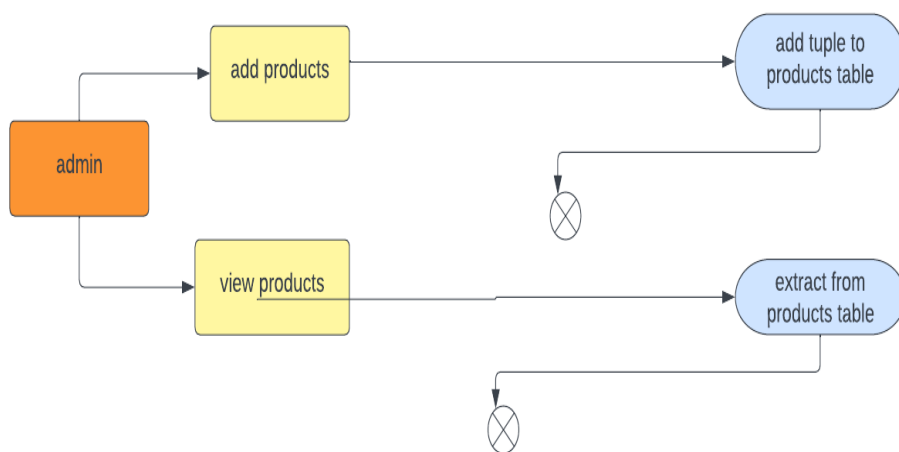 add products
add tuple to
products table
admin
view products
extract from
products table